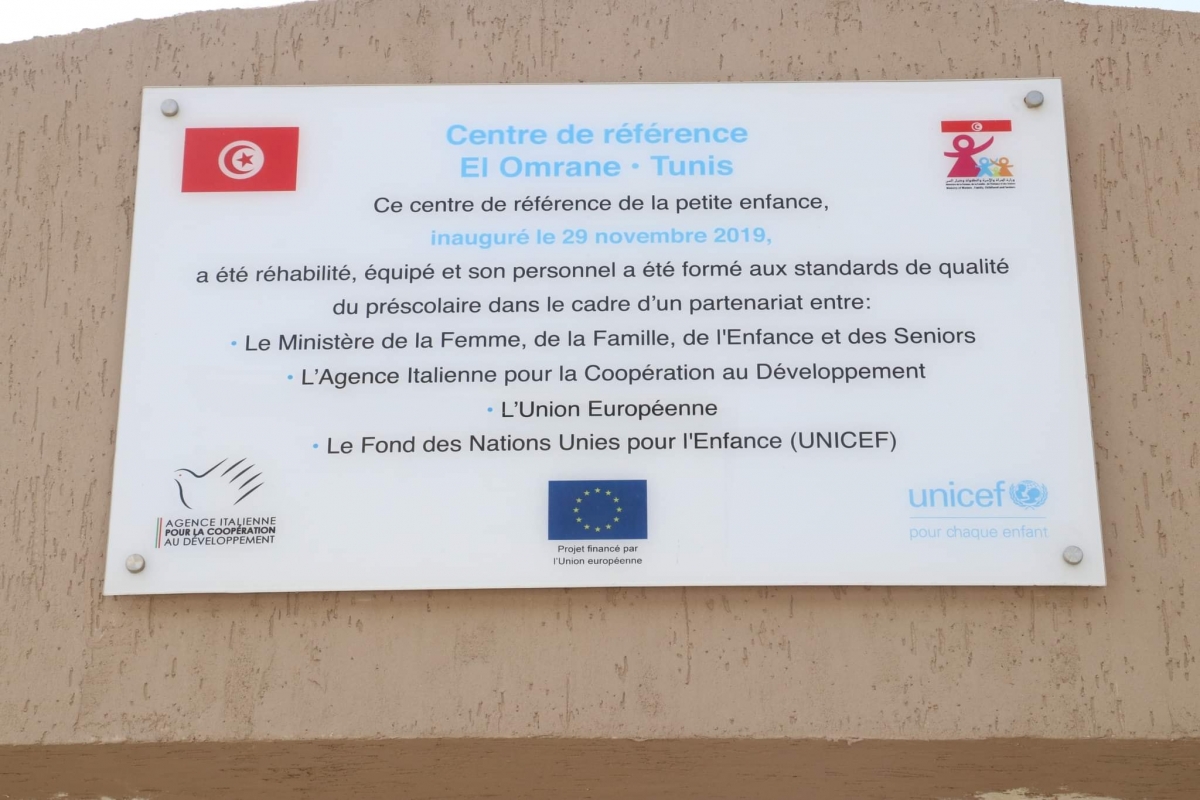 Centre de référence
El Omrane • Tunis
Ce centre de référence de la petite enfance,
inauguré le 29 novembre 2019,
a été réhabilité, équipé et son personnel a été formé aux standards de qualité
du préscolaire dans le cadre d'un partenariat entre:
• Le Ministère de la Femme, de la Famille, de l'Enfance et des Seniors
• L'Agence Italienne pour la Coopération au Développement
• L'Union Européenne
• Le Fond des Nations Unies pour l'Enfance (UNICEF)
AGENCE ITALIENNE
POUR LA COOPÉRATION
AU DÉVELOPPEMENT
Projet financé par
l'Union européenne
unicef
pour chaque enfant